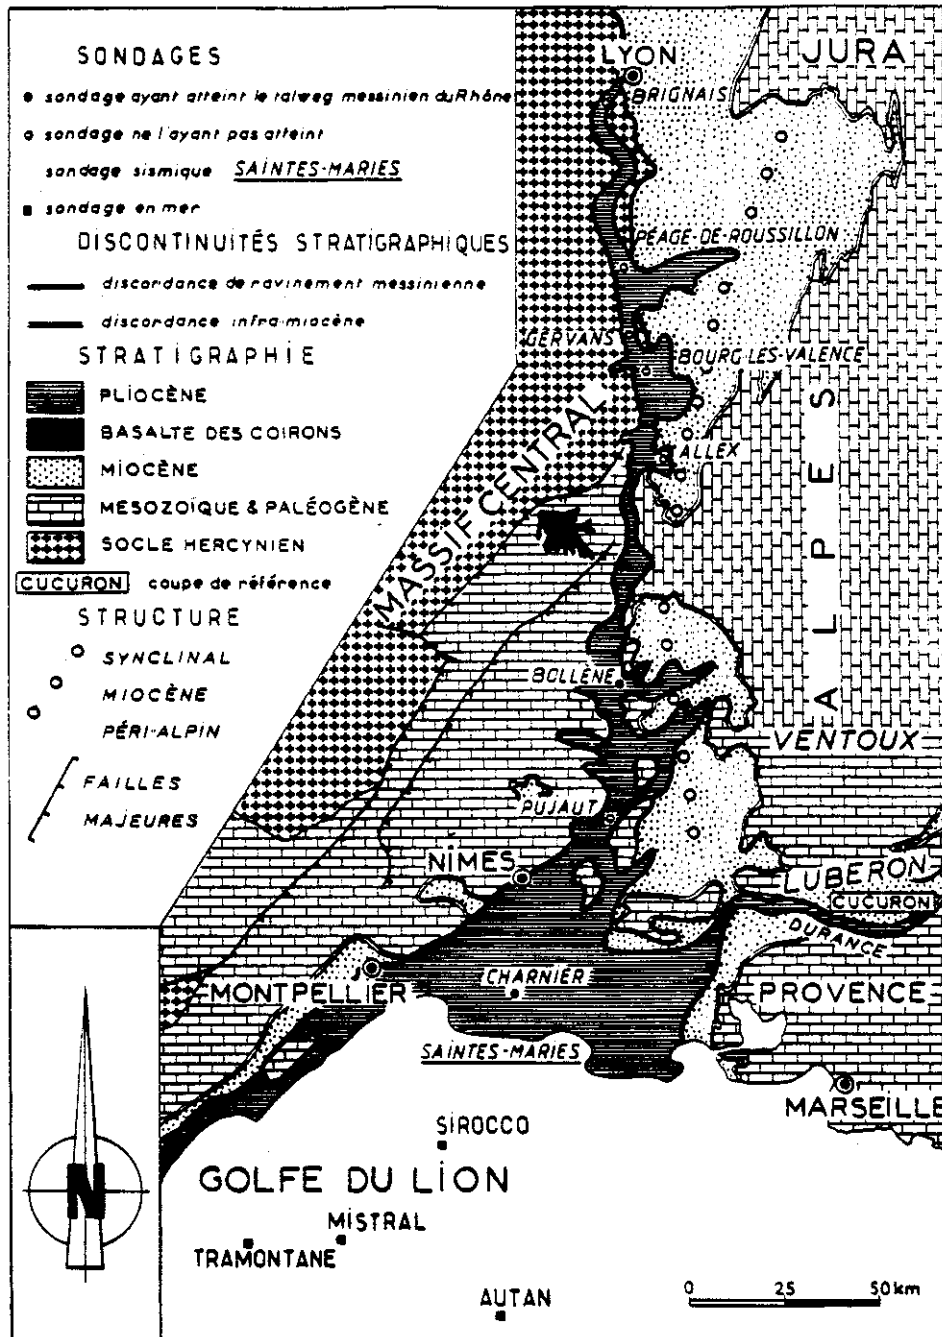 SONDAGES
sondage ayant atteint le talweg messinien du Rhône
sondage ne l'ayant pas atteint
sondage sismique SAINTES-MARIES
sondage en mer
DISCONTINUITÉS STRATIGRAPHIQUES
discordance de ravinement messinienne
discordance infra-miocène
STRATIGRAPHIE
PLIOCÈNE
BASALTE DES COIRONS
MIOCÈNE
MESOZOÏQUE & PALÉOGÈNE
SOCLE HERCYNIEN
CUCURON coupe de référence
STRUCTURE
SYNCLINAL
MIOCÈNE
PÉRI-ALPIN
FAILLES
MAJEURES
LYON
JURA
BRIGNAIS
PÉAGE-DE-ROUSSILLON
GERVANS
BOURG-LES-VALENCE
MASSIF CENTRAL
ALLEX
ALPES
BOLLÈNE
VENTOUX
PUJAUT
NÎMES
LUBERON
CUCURON
DURANCE
MONTPELLIER
CHARNIER
PROVENCE
SAINTES-MARIES
MARSEILLE
SIROCCO
GOLFE DU LION
MISTRAL
TRAMONTANE
AUTAN
N
0 25 50 km